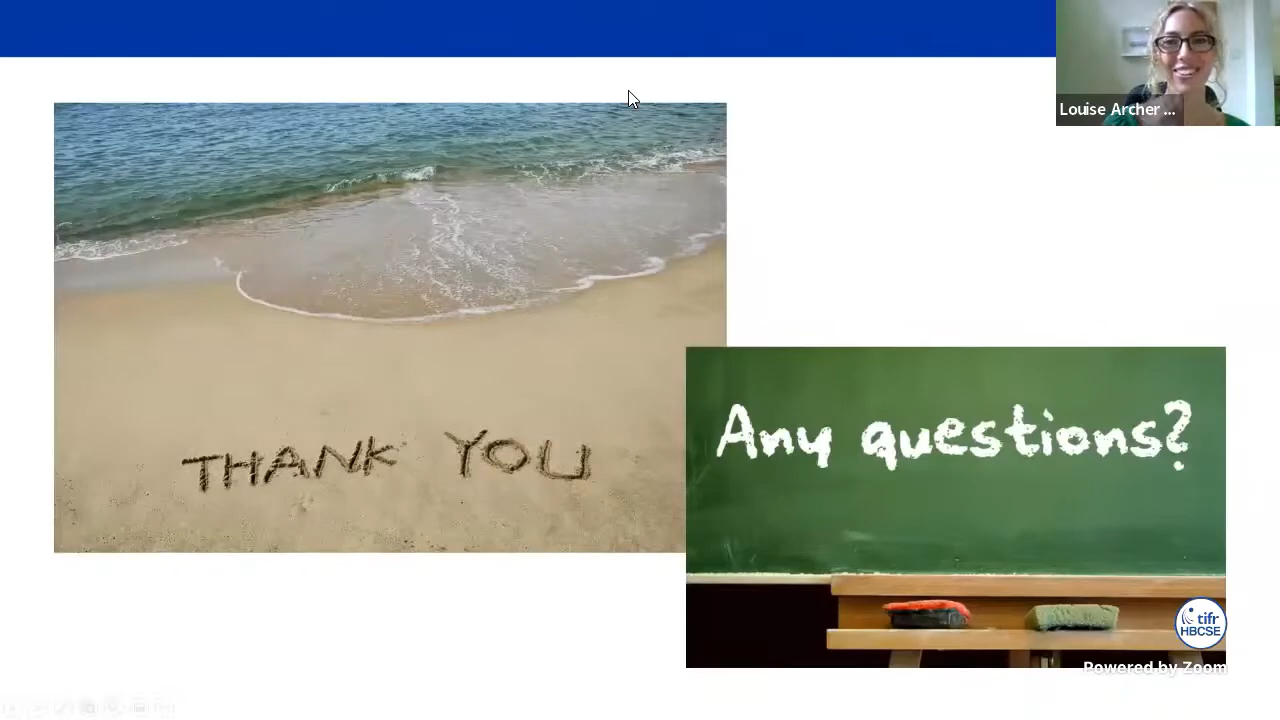 Louise Archer ...
THANK YOU
Any questions?
tifr
HBCSE
Powered by Zoom